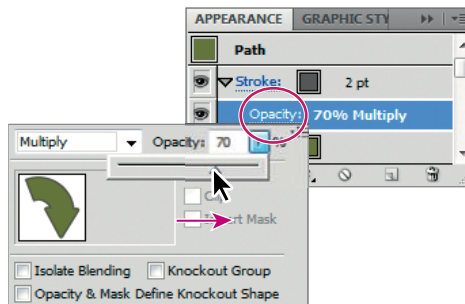 APPEARANCE GRAPHIC STY
Path
Stroke: 2 pt
Opacity: 70% Multiply
Multiply Opacity: 70 %
Invert Mask
Isolate Blending Knockout Group
Opacity & Mask Define Knockout Shape